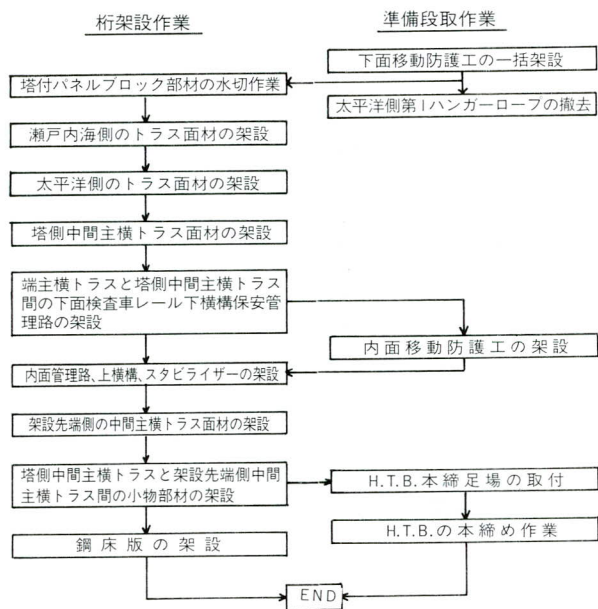 桁架設作業
準備段取作業
下面移動防護工の一括架設
塔付パネルブロック部材の水切作業
太平洋側第1ハンガーロープの撤去
瀬戸内海側のトラス面材の架設
太平洋側のトラス面材の架設
塔側中間主横トラス面材の架設
端主横トラスと塔側中間主横トラス
間の下面検査車レール下横構保安管
理路の架設
内面移動防護工の架設
内面管理路、上横構、スタビライザーの架設
架設先端側の中間主横トラス面材の架設
塔側中間主横トラスと架設先端側中間
主横トラス間の小物部材の架設
H.T.B.本締足場の取付
鋼床版の架設
H.T.B.の本締め作業
END